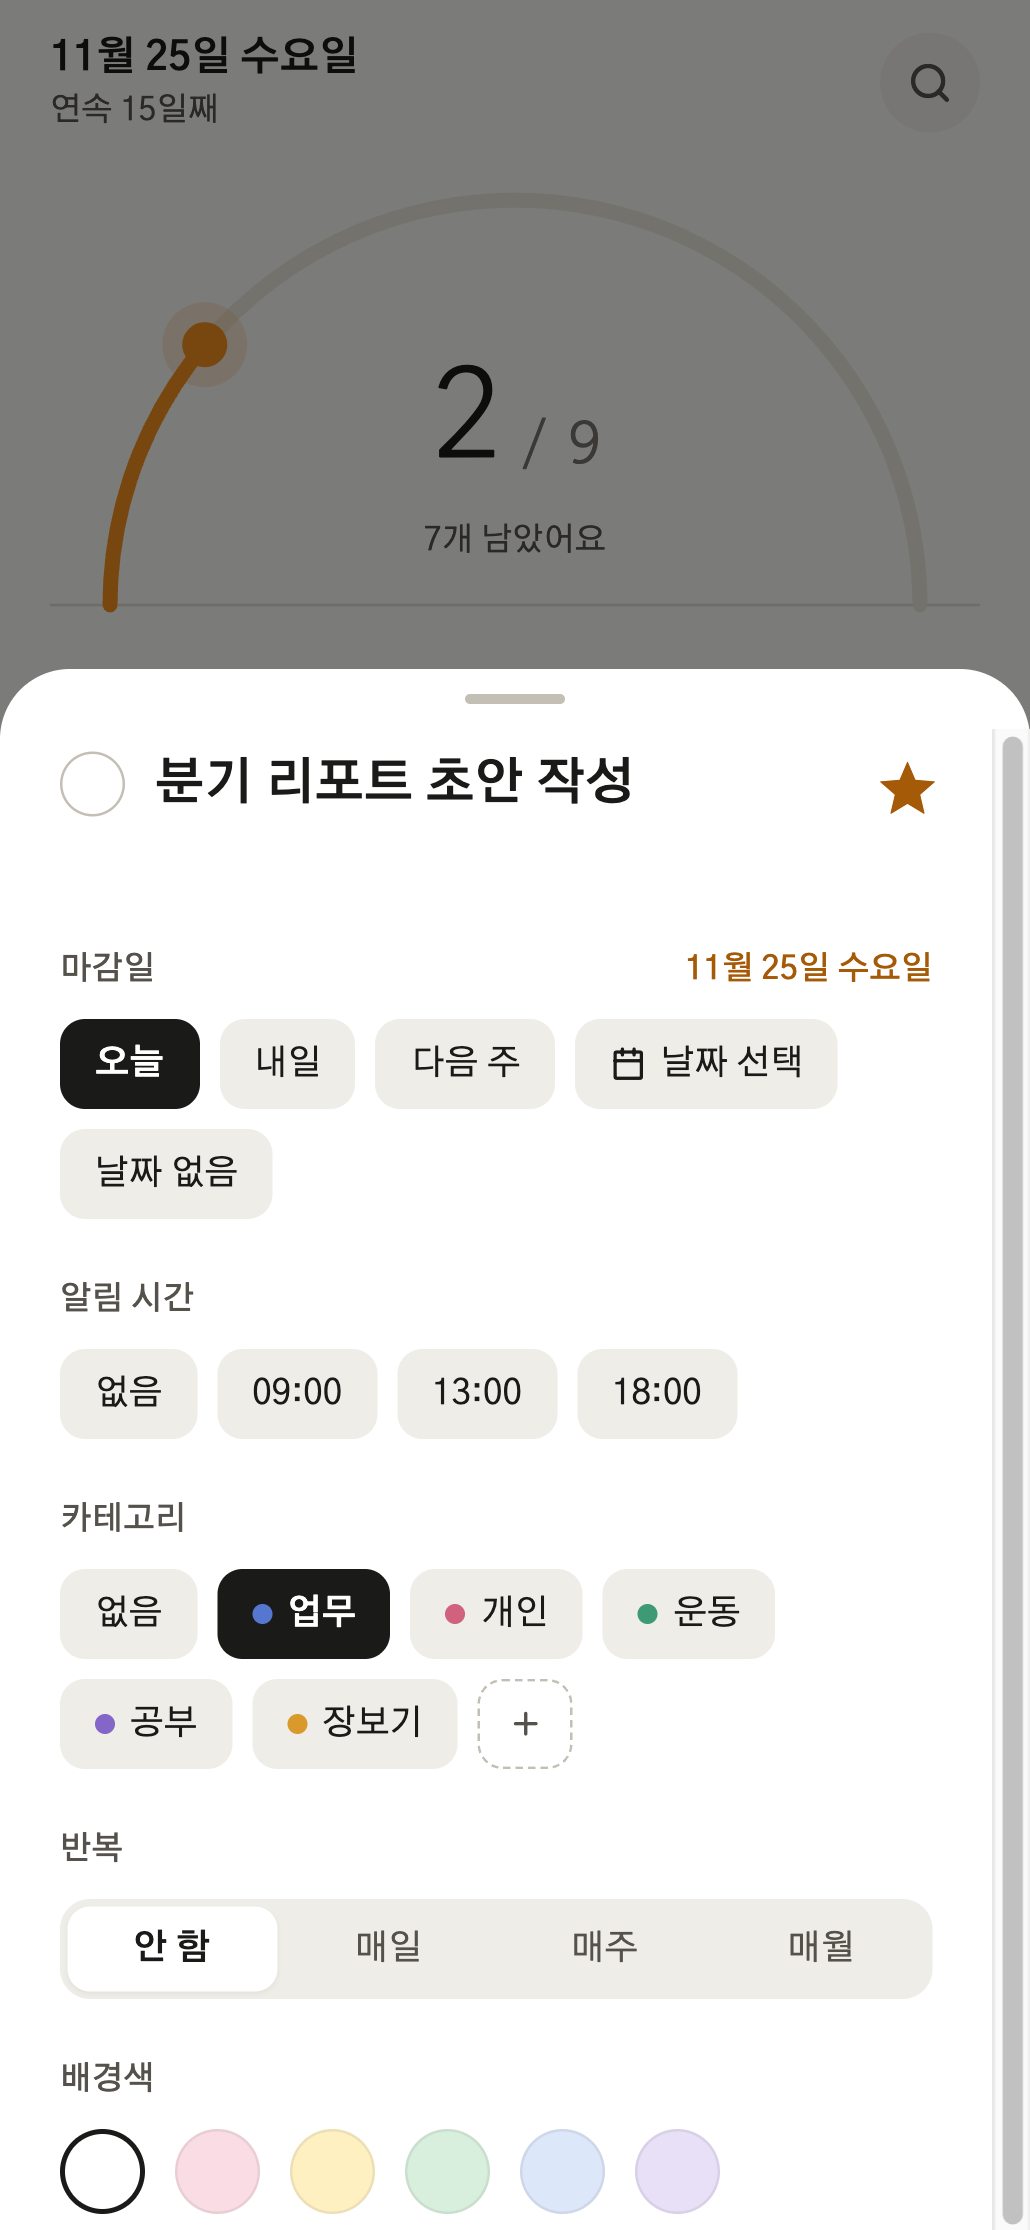 11월 25일 수요일
연속 15일째
2 / 9
7개 남았어요
분기 리포트 초안 작성
마감일 11월 25일 수요일
오늘 내일 다음 주 날짜 선택
날짜 없음
알림 시간
없음 09:00 13:00 18:00
카테고리
없음 업무 개인 운동
공부 장보기 +
반복
안 함 매일 매주 매월
배경색